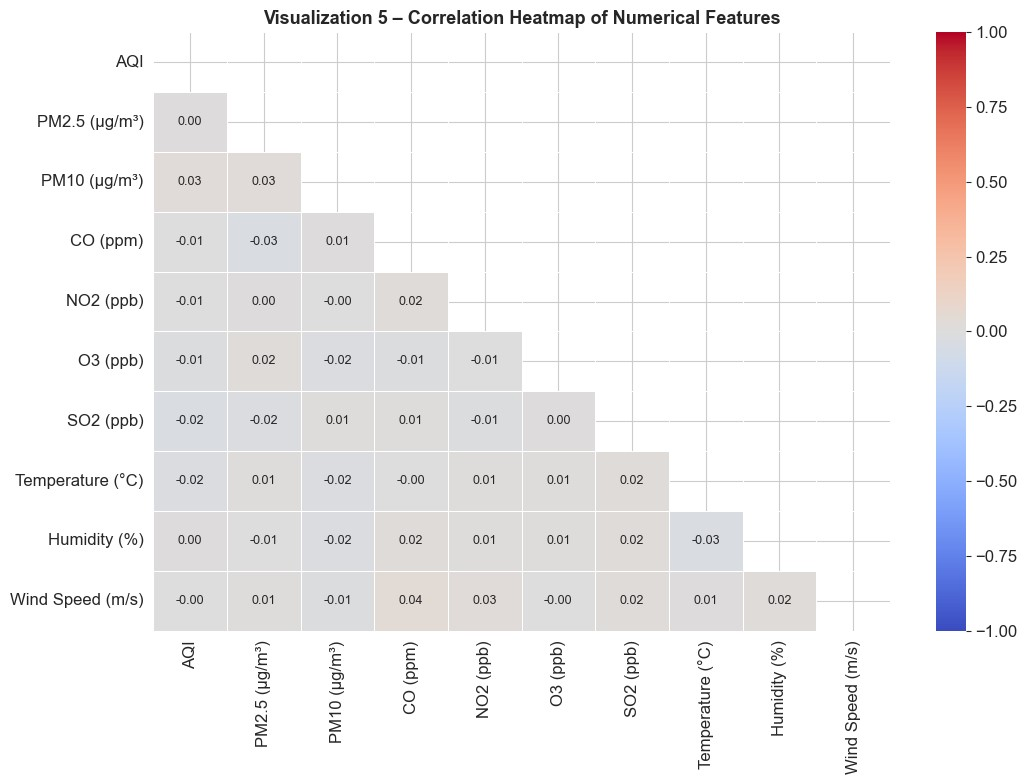 Visualization 5 – Correlation Heatmap of Numerical Features
AQI
PM2.5 (µg/m³) 0.00
PM10 (µg/m³) 0.03 0.03
CO (ppm) -0.01 -0.03 0.01
NO2 (ppb) -0.01 0.00 -0.00 0.02
O3 (ppb) -0.01 0.02 -0.02 -0.01 -0.01
SO2 (ppb) -0.02 -0.02 0.01 0.01 -0.01 0.00
Temperature (°C) -0.02 0.01 -0.02 -0.00 0.01 0.01 0.02
Humidity (%) 0.00 -0.01 -0.02 0.02 0.01 0.01 0.02 -0.03
Wind Speed (m/s) -0.00 0.01 -0.01 0.04 0.03 -0.00 0.02 0.01 0.02
AQI
PM2.5 (µg/m³)
PM10 (µg/m³)
CO (ppm)
NO2 (ppb)
O3 (ppb)
SO2 (ppb)
Temperature (°C)
Humidity (%)
Wind Speed (m/s)
1.00
0.75
0.50
0.25
0.00
−0.25
−0.50
−0.75
−1.00